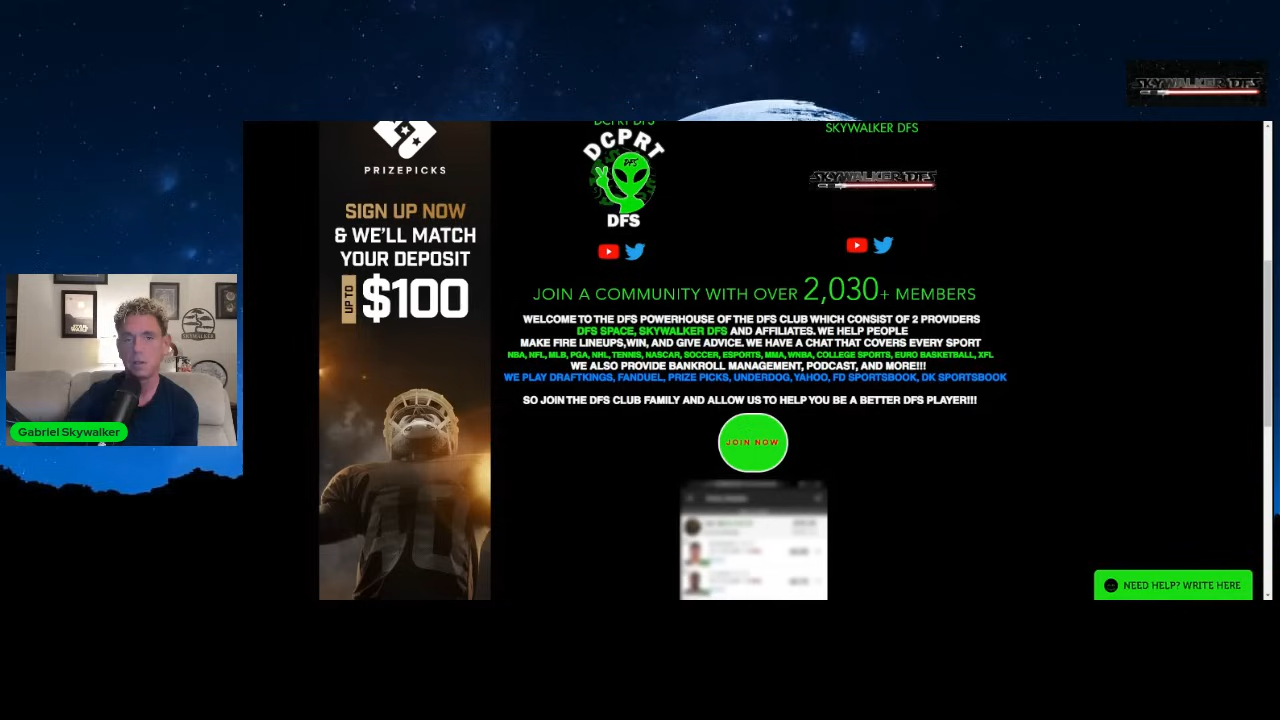 SKYWALKER DFS
PRIZEPICKS
SIGN UP NOW
& WE'LL MATCH
YOUR DEPOSIT
UP TO $100
DCPRT DFS
DCPRT
DFS
DFS
SKYWALKER DFS
SKYWALKER DFS
JOIN A COMMUNITY WITH OVER 2,030+ MEMBERS
WELCOME TO THE DFS POWERHOUSE OF THE DFS CLUB WHICH CONSIST OF 2 PROVIDERS
DFS SPACE, SKYWALKER DFS AND AFFILIATES. WE HELP PEOPLE
MAKE FIRE LINEUPS,WIN, AND GIVE ADVICE. WE HAVE A CHAT THAT COVERS EVERY SPORT
NBA, NFL, MLB, PGA, NHL, TENNIS, NASCAR, SOCCER, ESPORTS, MMA, WNBA, COLLEGE SPORTS, EURO BASKETBALL, XFL
WE ALSO PROVIDE BANKROLL MANAGEMENT, PODCAST, AND MORE!!!
WE PLAY DRAFTKINGS, FANDUEL, PRIZE PICKS, UNDERDOG, YAHOO, FD SPORTSBOOK, DK SPORTSBOOK
SO JOIN THE DFS CLUB FAMILY AND ALLOW US TO HELP YOU BE A BETTER DFS PLAYER!!!
JOIN NOW
Gabriel Skywalker
NEED HELP? WRITE HERE